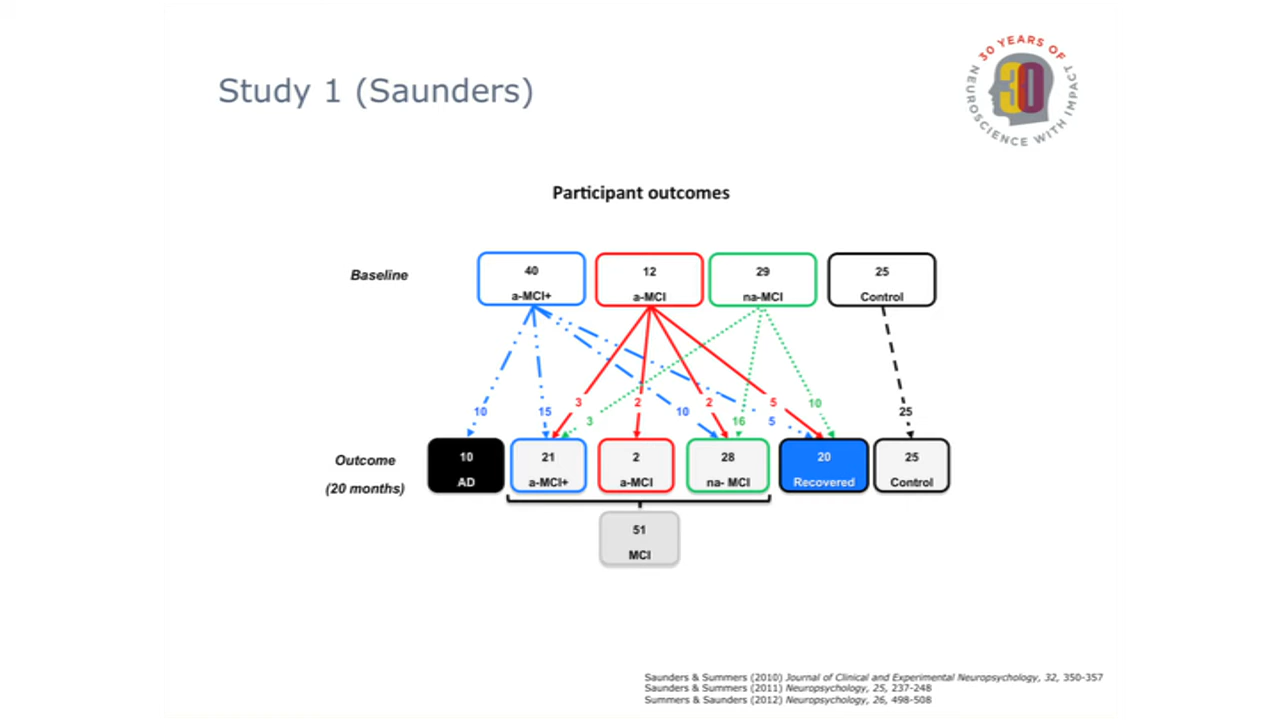 Study 1 (Saunders)
30 YEARS OF
NEUROSCIENCE WITH IMPACT
30
Participant outcomes
Baseline
40
a-MCI+
12
a-MCI
29
na-MCI
25
Control
10
15
3
3
2
10
2
16
5
5
10
25
Outcome
(20 months)
10
AD
21
a-MCI+
2
a-MCI
28
na- MCI
20
Recovered
25
Control
51
MCI
Saunders & Summers (2010) Journal of Clinical and Experimental Neuropsychology, 32, 350-357
Saunders & Summers (2011) Neuropsychology, 25, 237-248
Summers & Saunders (2012) Neuropsychology, 26, 498-508